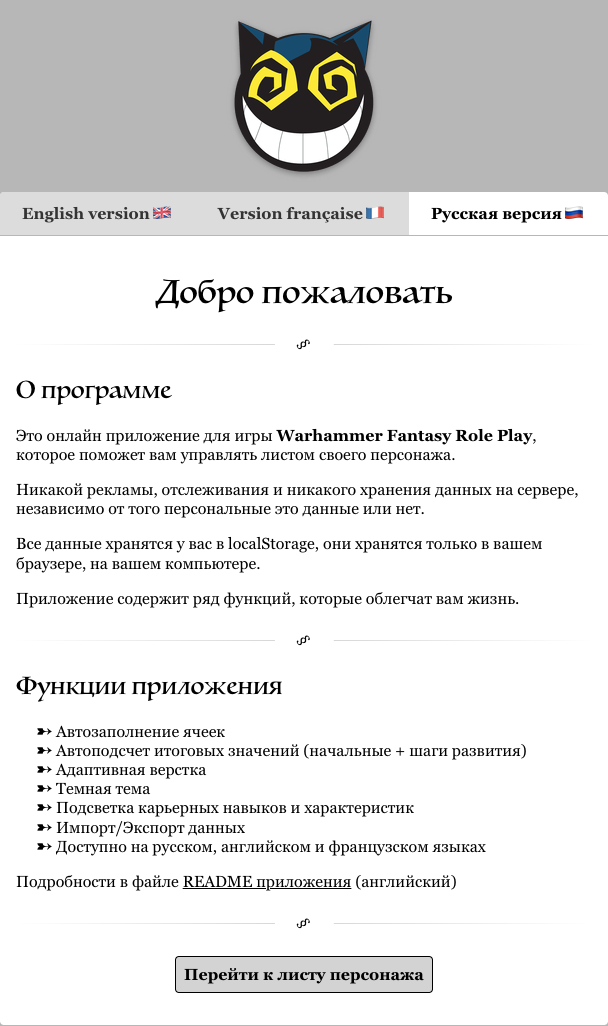 English version
Version française
Русская версия
Добро пожаловать
О программе
Это онлайн приложение для игры Warhammer Fantasy Role Play,
которое поможет вам управлять листом своего персонажа.
Никакой рекламы, отслеживания и никакого хранения данных на сервере,
независимо от того персональные это данные или нет.
Все данные хранятся у вас в localStorage, они хранятся только в вашем
браузере, на вашем компьютере.
Приложение содержит ряд функций, которые облегчат вам жизнь.
Функции приложения
➳ Автозаполнение ячеек
➳ Автоподсчет итоговых значений (начальные + шаги развития)
➳ Адаптивная верстка
➳ Темная тема
➳ Подсветка карьерных навыков и характеристик
➳ Импорт/Экспорт данных
➳ Доступно на русском, английском и французском языках
Подробности в файле README приложения (английский)
Перейти к листу персонажа